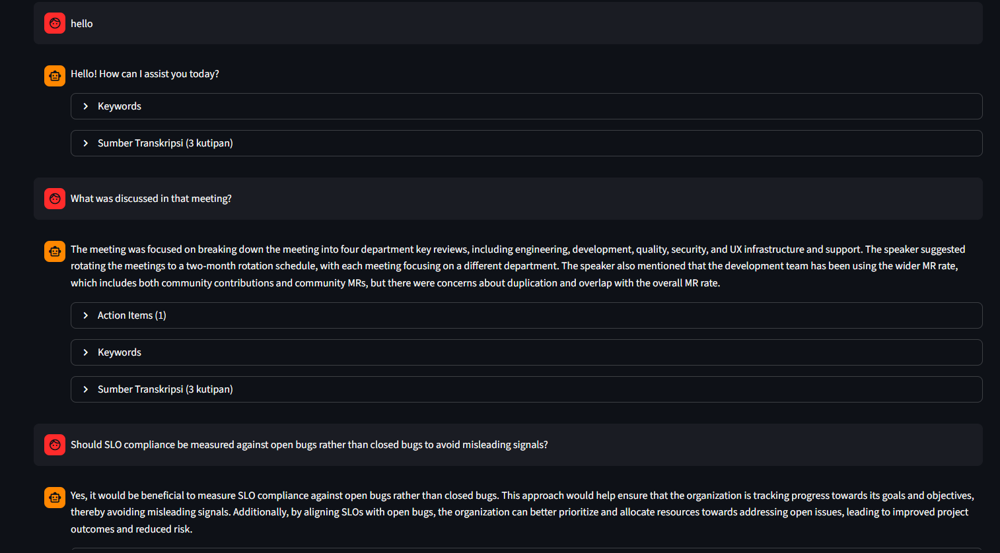 hello
Hello! How can I assist you today?
Keywords
Sumber Transkripsi (3 kutipan)
What was discussed in that meeting?
The meeting was focused on breaking down the meeting into four department key reviews, including engineering, development, quality, security, and UX infrastructure and support. The speaker suggested
rotating the meetings to a two-month rotation schedule, with each meeting focusing on a different department. The speaker also mentioned that the development team has been using the wider MR rate,
which includes both community contributions and community MRs, but there were concerns about duplication and overlap with the overall MR rate.
Action Items (1)
Keywords
Sumber Transkripsi (3 kutipan)
Should SLO compliance be measured against open bugs rather than closed bugs to avoid misleading signals?
Yes, it would be beneficial to measure SLO compliance against open bugs rather than closed bugs. This approach would help ensure that the organization is tracking progress towards its goals and objectives,
thereby avoiding misleading signals. Additionally, by aligning SLOs with open bugs, the organization can better prioritize and allocate resources towards addressing open issues, leading to improved project
outcomes and reduced risk.